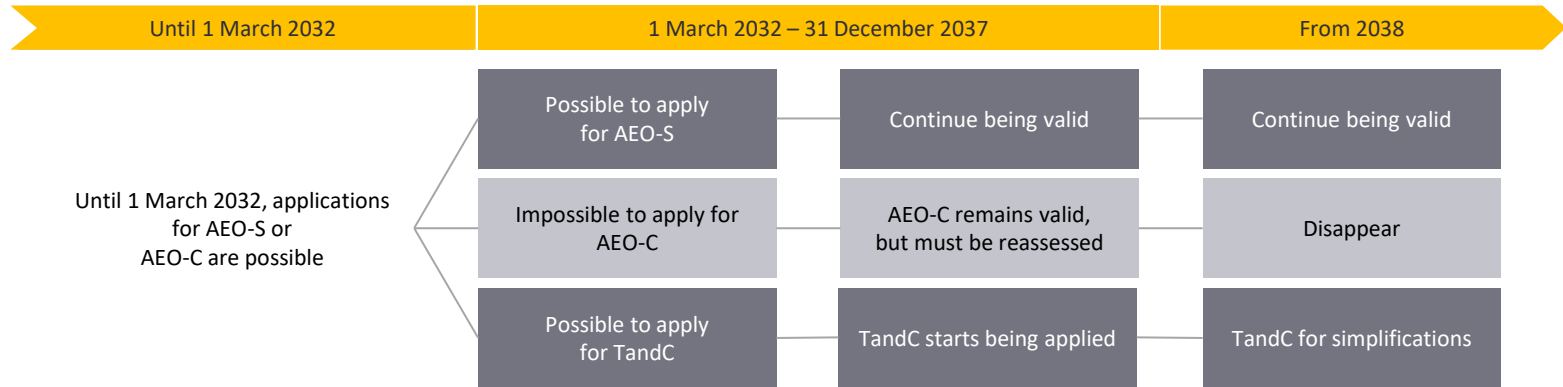 Until 1 March 2032
1 March 2032 – 31 December 2037
From 2038
Until 1 March 2032, applications
for AEO-S or
AEO-C are possible
Possible to apply
for AEO-S
Continue being valid
Continue being valid
Impossible to apply for
AEO-C
AEO-C remains valid,
but must be reassessed
Disappear
Possible to apply
for TandC
TandC starts being applied
TandC for simplifications